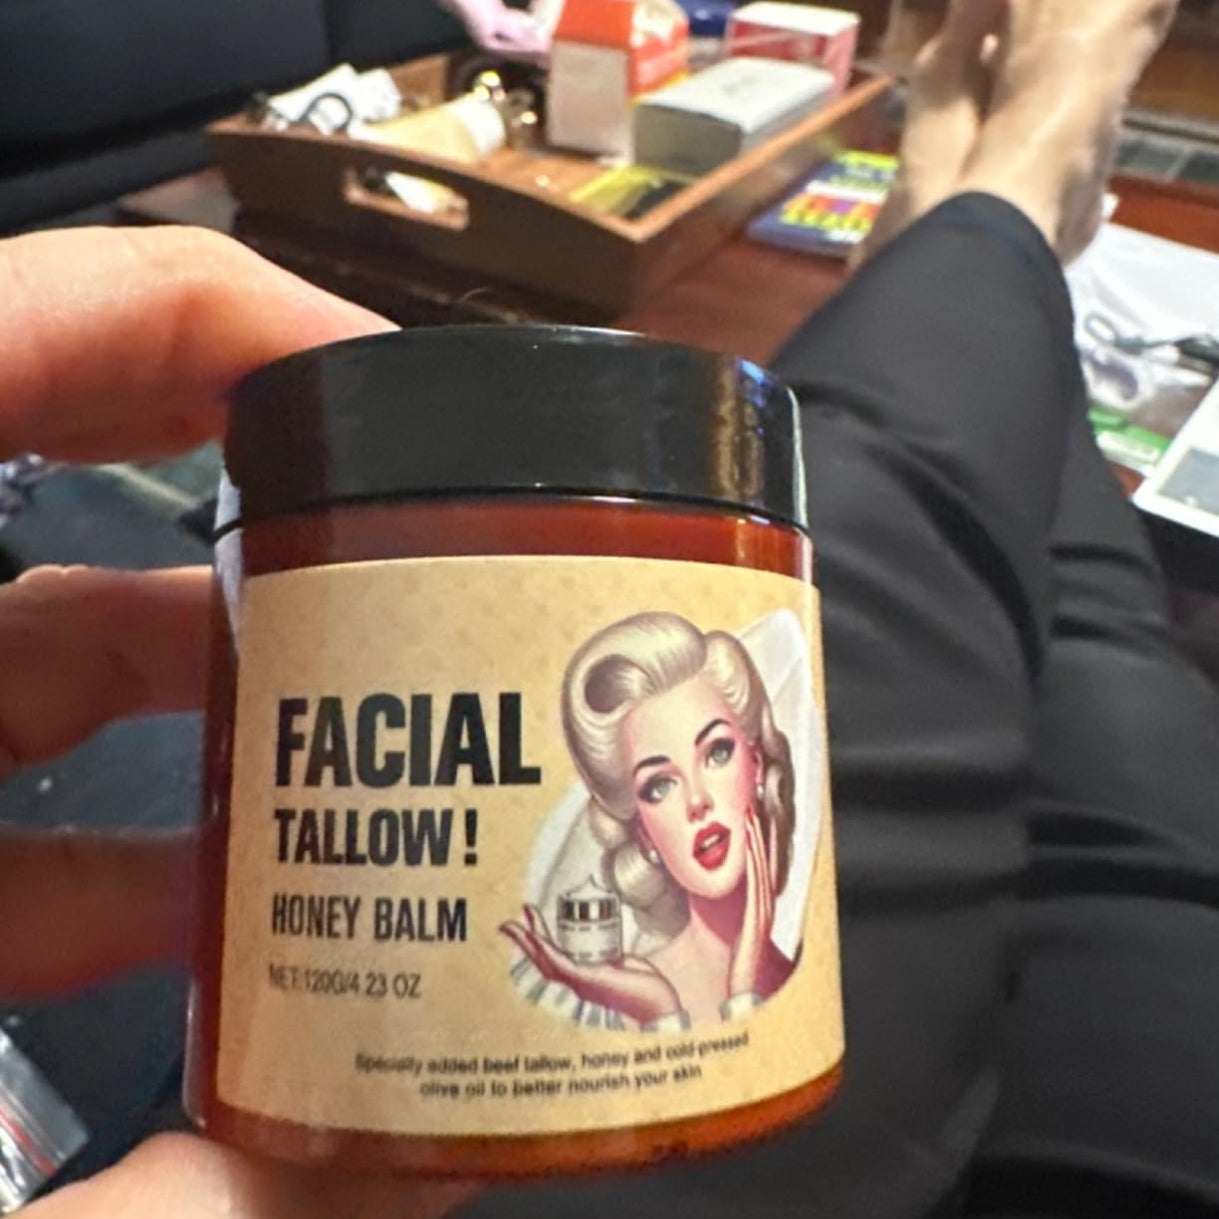 FACIAL
TALLOW!
HONEY BALM
NET:120G/4.23 OZ
Specially added beef tallow, honey and cold-pressed
olive oil to better nourish your skin